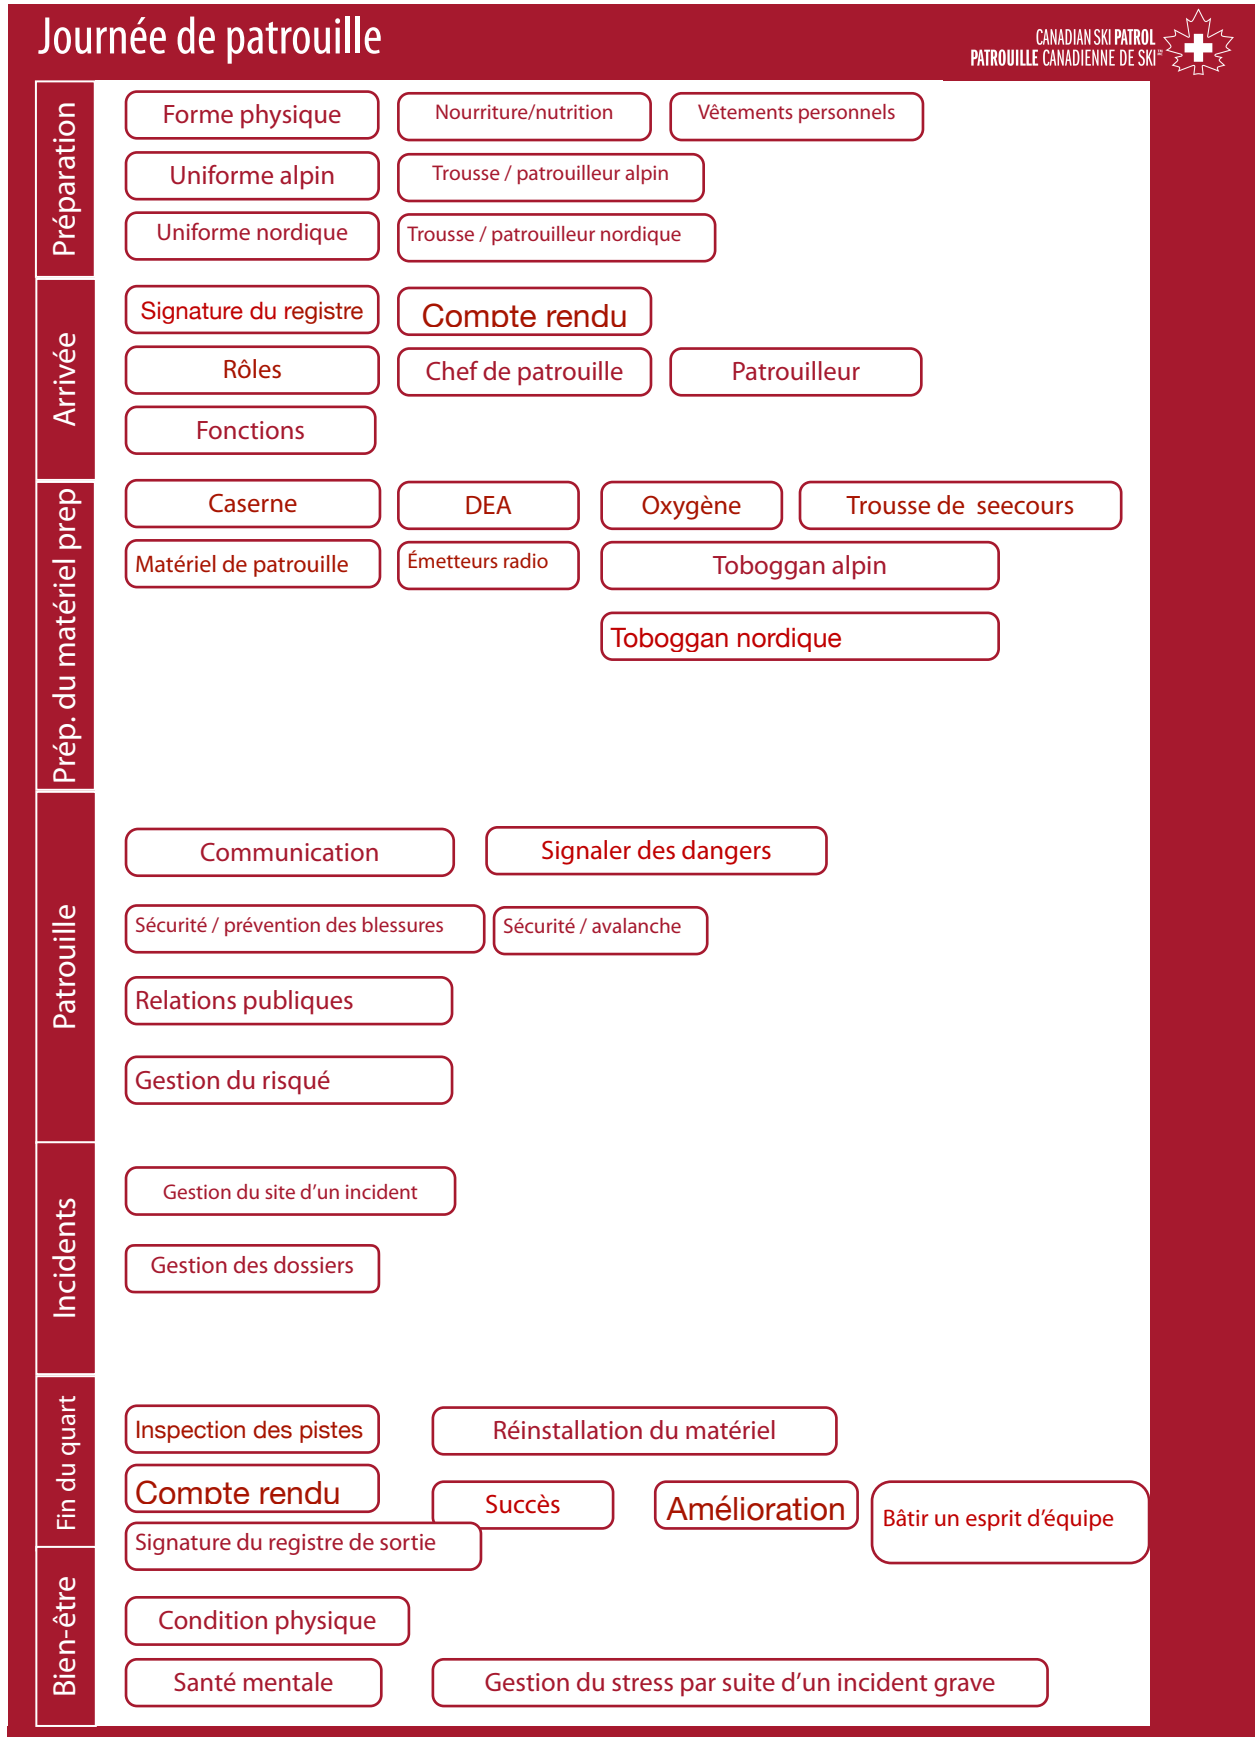 Journée de patrouille
CANADIAN SKI PATROL
PATROUILLE CANADIENNE DE SKI
Préparation
Forme physique
Nourriture/nutrition
Vêtements personnels
Uniforme alpin
Trousse / patrouilleur alpin
Uniforme nordique
Trousse / patrouilleur nordique
Arrivée
Signature du registre
Compte rendu
Rôles
Chef de patrouille
Patrouilleur
Fonctions
Prép. du matériel prep
Caserne
DEA
Oxygène
Trousse de seecours
Matériel de patrouille
Émetteurs radio
Toboggan alpin
Toboggan nordique
Patrouille
Communication
Signaler des dangers
Sécurité / prévention des blessures
Sécurité / avalanche
Relations publiques
Gestion du risqué
Incidents
Gestion du site d'un incident
Gestion des dossiers
Fin du quart
Inspection des pistes
Réinstallation du matériel
Compte rendu
Succès
Amélioration
Bâtir un esprit d'équipe
Signature du registre de sortie
Bien-être
Condition physique
Santé mentale
Gestion du stress par suite d'un incident grave